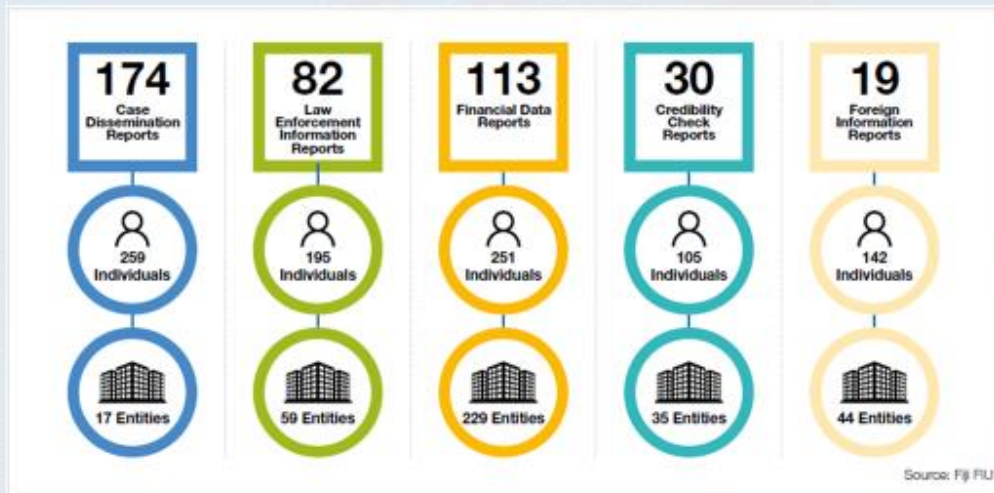 174
Case
Dissemination
Reports
259
Individuals
17 Entities
82
Law
Enforcement
Information
Reports
195
Individuals
59 Entities
113
Financial Data
Reports
251
Individuals
229 Entities
30
Credibility
Check
Reports
105
Individuals
35 Entities
19
Foreign
Information
Reports
142
Individuals
44 Entities
Source: Fiji FIU